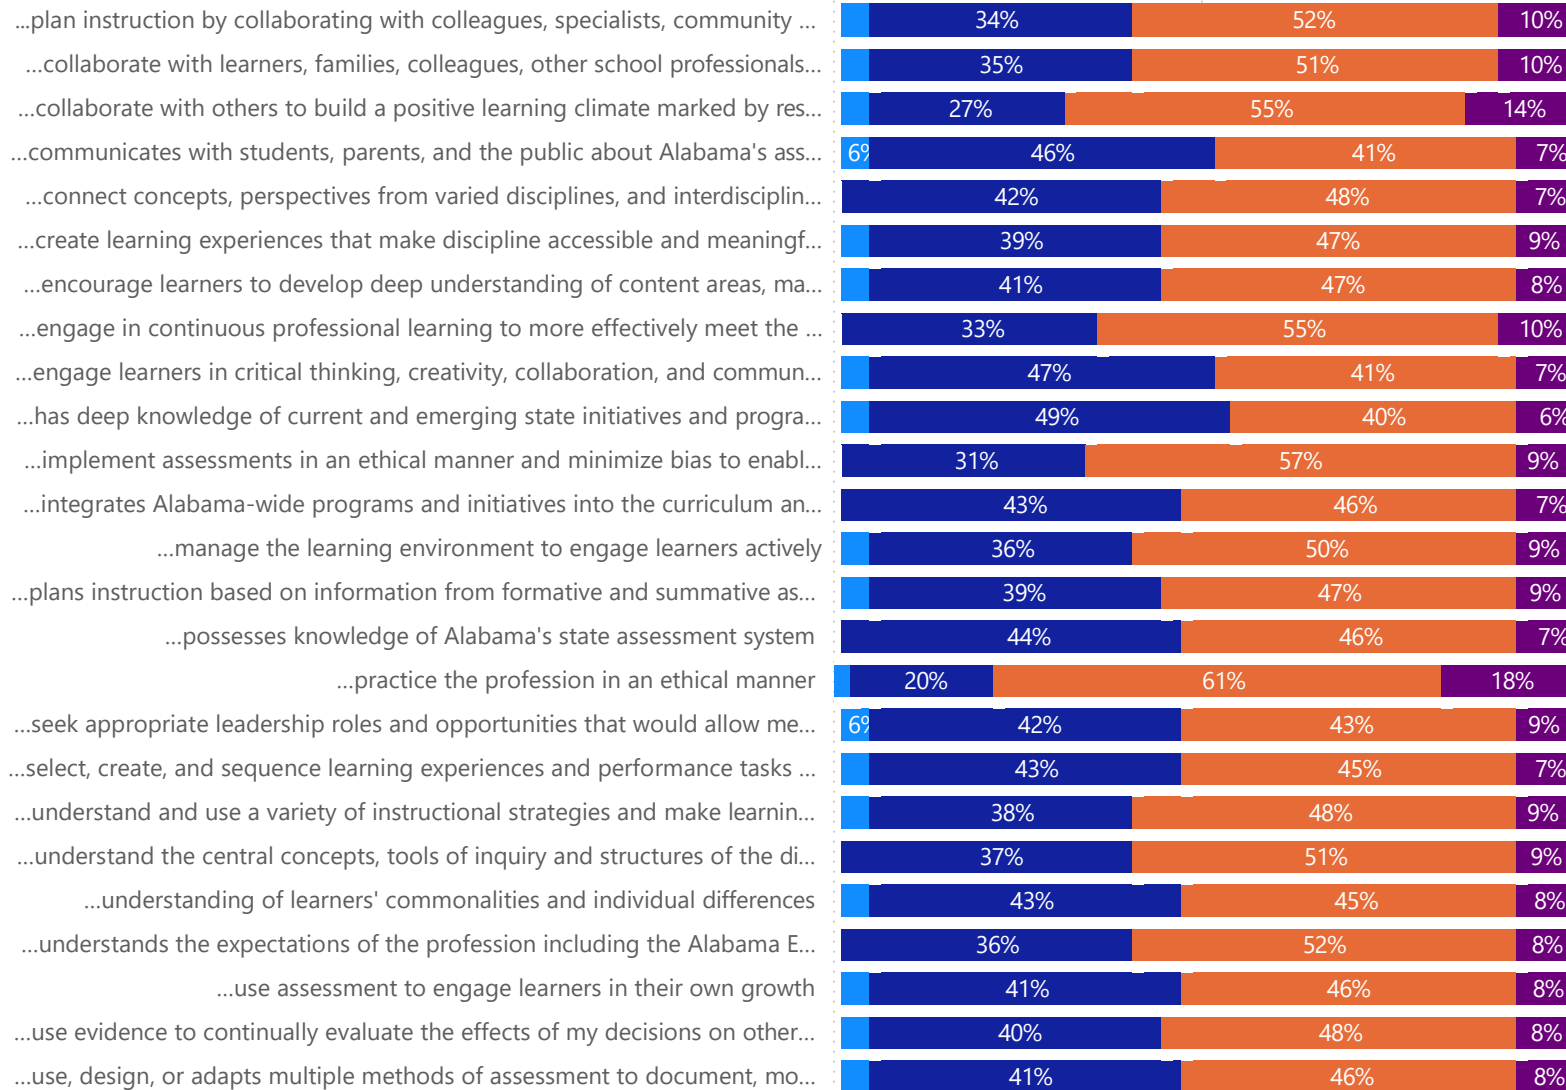 ...plan instruction by collaborating with colleagues, specialists, community ... 34% 52% 10%
...collaborate with learners, families, colleagues, other school professionals... 35% 51% 10%
...collaborate with others to build a positive learning climate marked by res... 27% 55% 14%
...communicates with students, parents, and the public about Alabama's ass... 6% 46% 41% 7%
...connect concepts, perspectives from varied disciplines, and interdisciplin... 42% 48% 7%
...create learning experiences that make discipline accessible and meaningf... 39% 47% 9%
...encourage learners to develop deep understanding of content areas, ma... 41% 47% 8%
...engage in continuous professional learning to more effectively meet the ... 33% 55% 10%
...engage learners in critical thinking, creativity, collaboration, and commun... 47% 41% 7%
...has deep knowledge of current and emerging state initiatives and progra... 49% 40% 6%
...implement assessments in an ethical manner and minimize bias to enabl... 31% 57% 9%
...integrates Alabama-wide programs and initiatives into the curriculum an... 43% 46% 7%
...manage the learning environment to engage learners actively 36% 50% 9%
...plans instruction based on information from formative and summative as... 39% 47% 9%
...possesses knowledge of Alabama's state assessment system 44% 46% 7%
...practice the profession in an ethical manner 20% 61% 18%
...seek appropriate leadership roles and opportunities that would allow me... 6% 42% 43% 9%
...select, create, and sequence learning experiences and performance tasks ... 43% 45% 7%
...understand and use a variety of instructional strategies and make learnin... 38% 48% 9%
...understand the central concepts, tools of inquiry and structures of the di... 37% 51% 9%
...understanding of learners' commonalities and individual differences 43% 45% 8%
...understands the expectations of the profession including the Alabama E... 36% 52% 8%
...use assessment to engage learners in their own growth 41% 46% 8%
...use evidence to continually evaluate the effects of my decisions on other... 40% 48% 8%
...use, design, or adapts multiple methods of assessment to document, mo... 41% 46% 8%